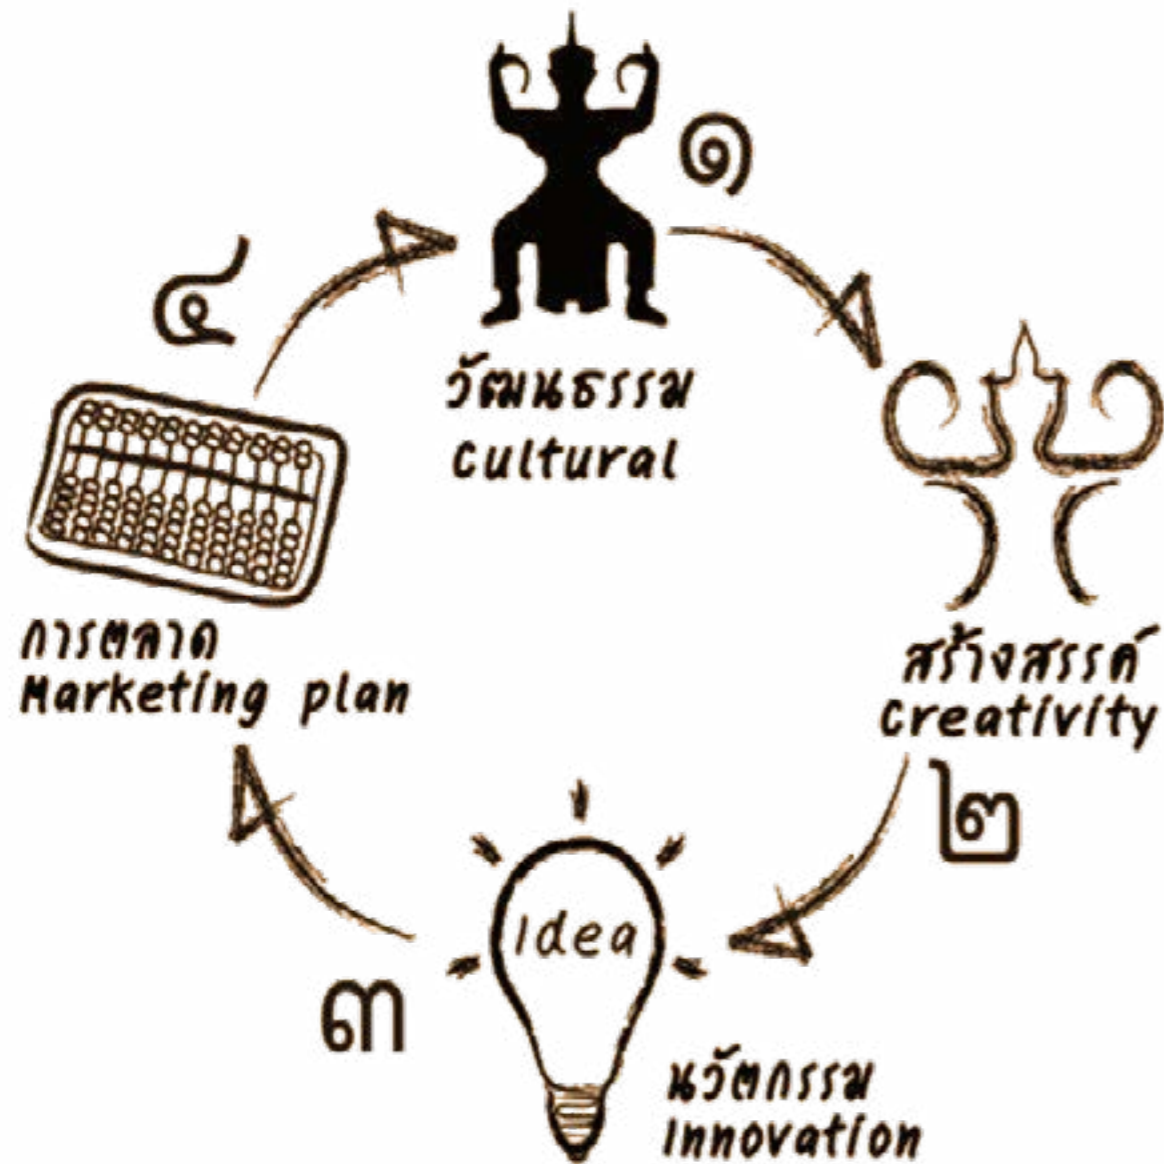 ๑
วัฒนธรรม
Cultural
๔
การตลาด
Marketing plan
สร้างสรรค์
Creativity
๒
Idea
๓
นวัตกรรม
Innovation